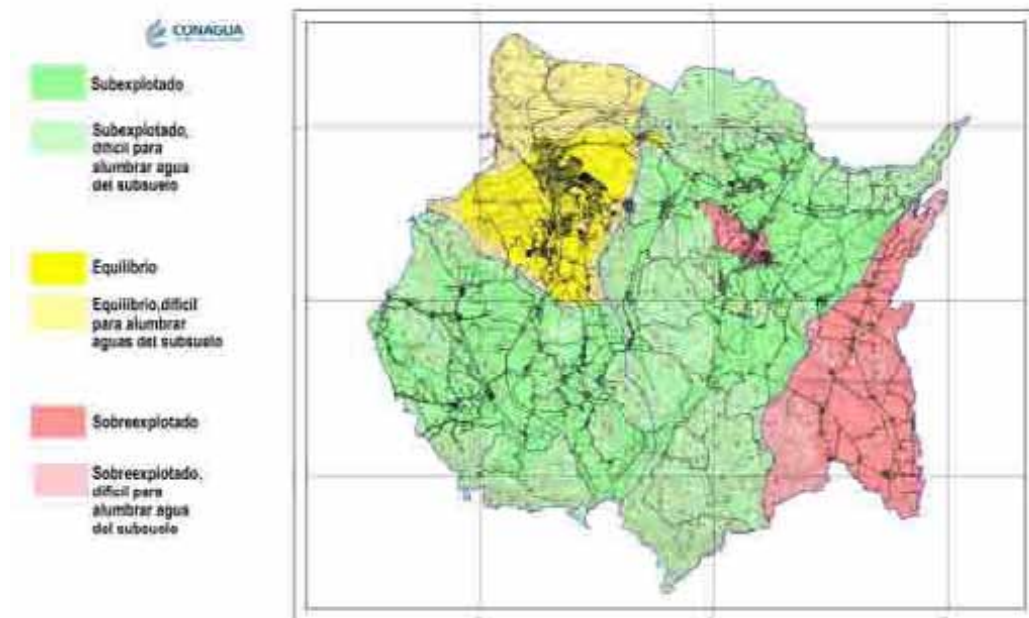 CONAGUA
Subexplotado
Subexplotado,
difícil para
alumbrar agua
del subsuelo
Equilibrio
Equilibrio,difícil
para alumbrar
aguas del subsuelo
Sobreexplotado
Sobreexplotado,
difícil para
alumbrar agua
del subsuelo